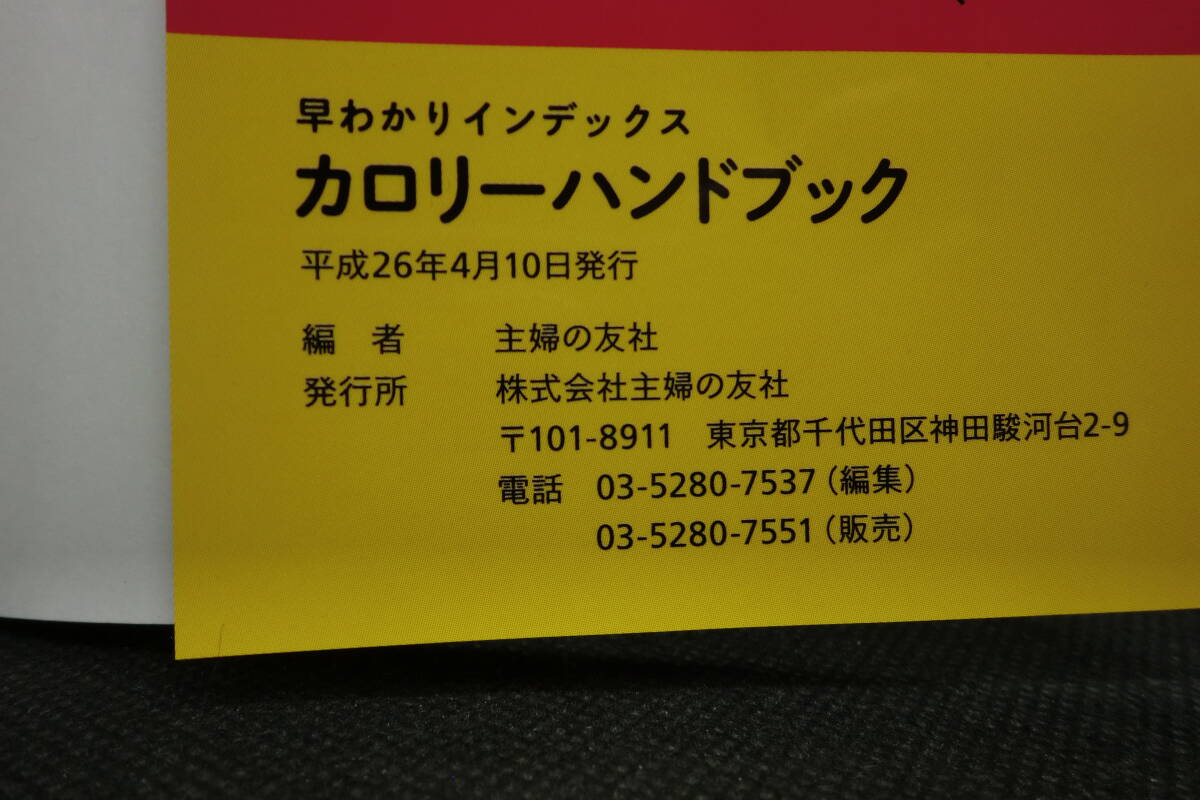 早わかりインデックス
カロリーハンドブック
平成26年4月10日発行
編　者　　主婦の友社
発行所　　株式会社主婦の友社
〒101-8911　東京都千代田区神田駿河台2-9
電話　03-5280-7537（編集）
03-5280-7551（販売）